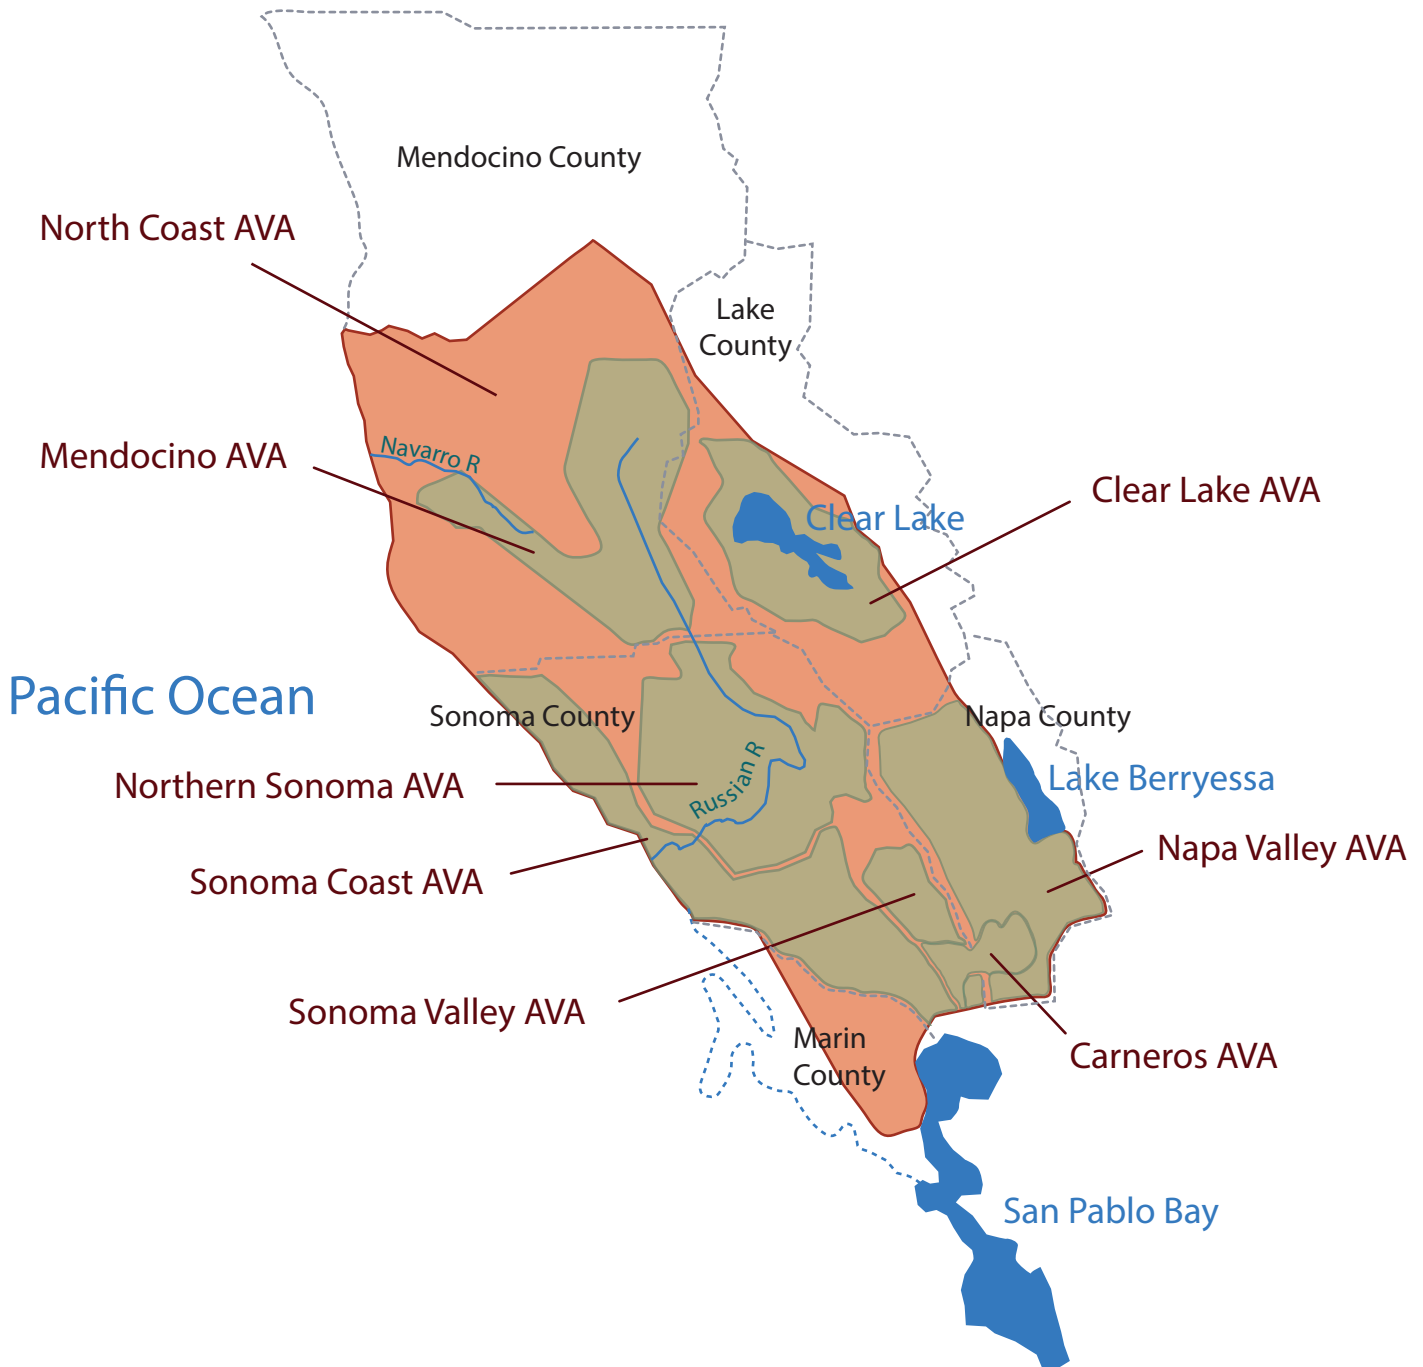 Mendocino County
North Coast AVA
Lake
County
Navarro R
Mendocino AVA
Clear Lake AVA
Clear Lake
Pacific Ocean
Sonoma County
Napa County
Northern Sonoma AVA
Russian R
Lake Berryessa
Napa Valley AVA
Sonoma Coast AVA
Sonoma Valley AVA
Marin
County
Carneros AVA
San Pablo Bay